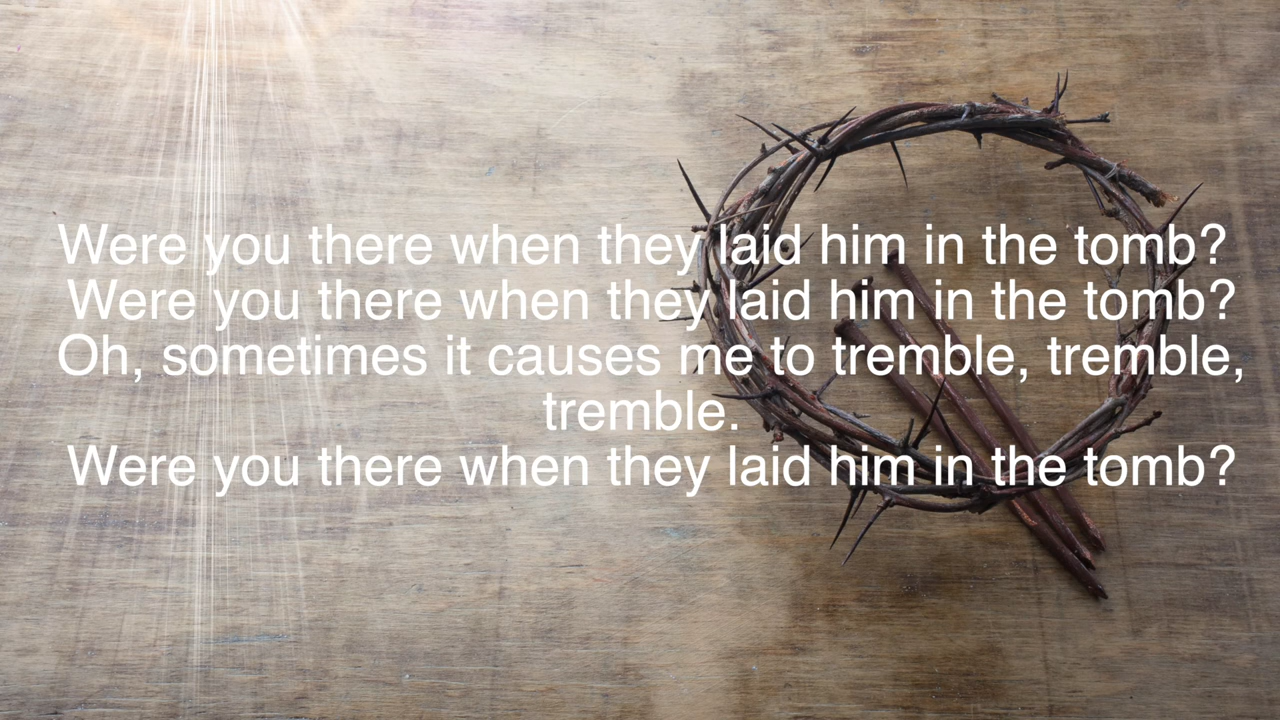 Were you there when they laid him in the tomb?
Were you there when they laid him in the tomb?
Oh, sometimes it causes me to tremble, tremble,
tremble.
Were you there when they laid him in the tomb?